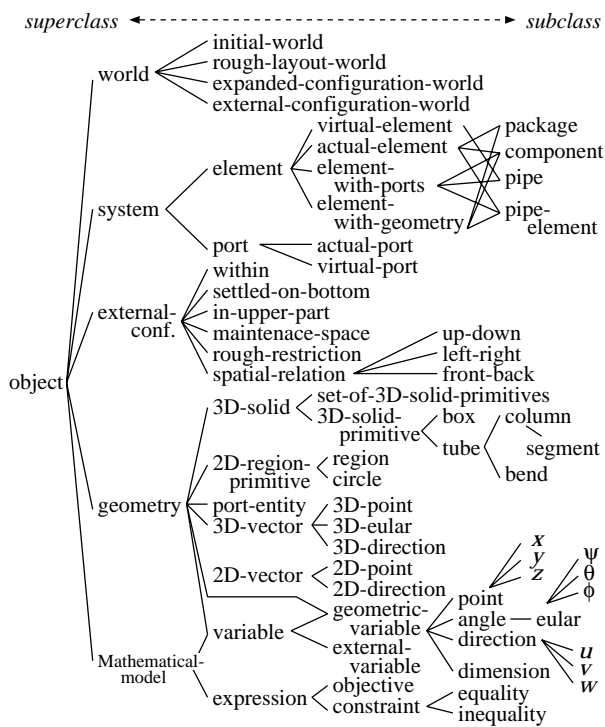 superclass subclass
initial-world
rough-layout-world
world
expanded-configuration-world
external-configuration-world
virtual-element
package
actual-element
component
element
element-
with-ports
pipe
element-
with-geometry
pipe-
element
system
port
actual-port
virtual-port
within
settled-on-bottom
external-
conf.
in-upper-part
maintenace-space
rough-restriction
spatial-relation
up-down
left-right
front-back
object
3D-solid
set-of-3D-solid-primitives
3D-solid-
primitive
box
column
tube
segment
bend
2D-region-
primitive
region
circle
geometry
port-entity
3D-vector
3D-point
3D-eular
3D-direction
2D-vector
2D-point
2D-direction
x
y
z
ψ
θ
ϕ
variable
geometric-
variable
point
angle
eular
direction
u
v
w
dimension
external-
variable
Mathematical-
model
expression
objective
constraint
equality
inequality